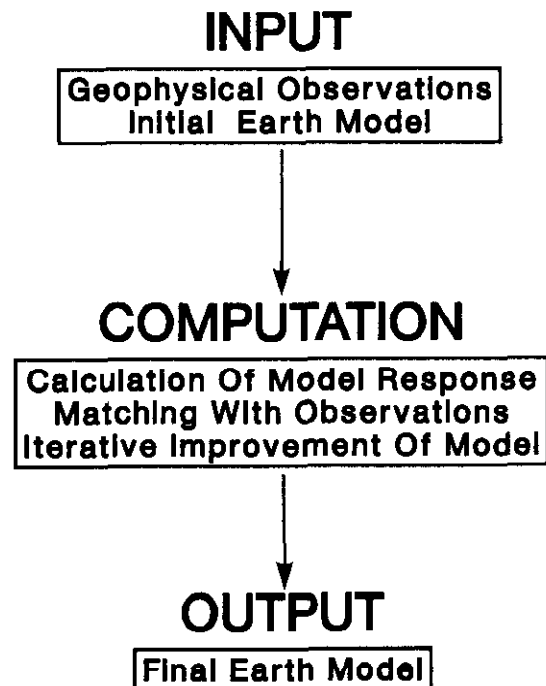 INPUT
Geophysical Observations
Initial Earth Model
COMPUTATION
Calculation Of Model Response
Matching With Observations
Iterative Improvement Of Model
OUTPUT
Final Earth Model